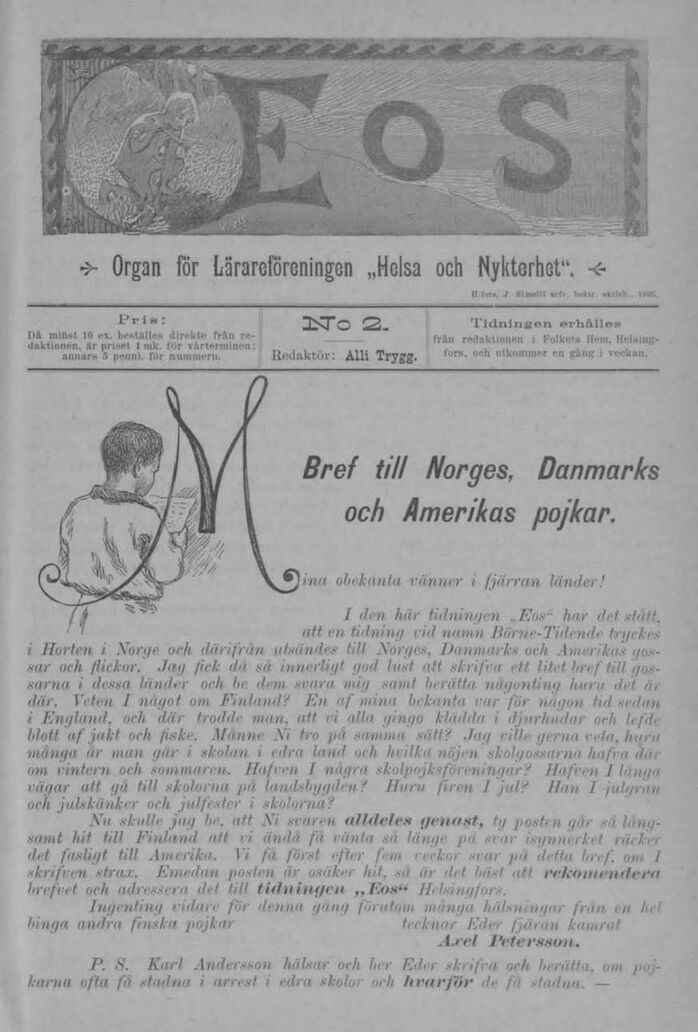 Eos
Organ för Lärareföreningen „Helsa och Nykterhet“.
H:fors, J. Simelii arfv. boktr. aktieb., 1895.
Pris:
Då minst 10 ex. beställes direkte från re-
daktionen, är priset 1 mk. för vårterminen;
annars 5 penni. för nummern.
No 2.
Redaktör: Alli Trygg.
Tidningen erhålles
från redaktionen i Folkets Hem, Helsing-
fors, och utkommer en gång i veckan.
Bref till Norges, Danmarks
och Amerikas pojkar.
Mina obekanta vänner i fjärran länder!
I den här tidningen „Eos“ har det stått,
att en tidning vid namn Börne-Tidende tryckes
i Horten i Norge och därifrån utsändes till Norges, Danmarks och Amerikas gos-
sar och flickor. Jag fick då så innerligt god lust att skrifva ett litet bref till gos-
sarna i dessa länder och be dem svara mig samt berätta någonting huru det är
där. Veten I något om Finland? En af mina bekanta var för någon tid sedan
i England, och där trodde man, att vi alla gingo klädda i djurhudar och lefde
blott af jakt och fiske. Månne Ni tro på samma sätt? Jag ville gerna veta, huru
många år man går i skolan i edra land och hvilka nöjen skolgossarna hafva där
om vintern och sommaren. Hafven I några skolpojksföreningar? Hafven I långa
vägar att gå till skolorna på landsbygden? Huru firen I jul? Han I julgran
och julskänker och julfester i skolorna?
Nu skulle jag be, att Ni svaren alldeles genast, ty posten går så lång-
samt hit till Finland att vi ändå få vänta så länge på svar isynnerket räcker
det fasligt till Amerika. Vi få först efter fem veckor svar på detta bref, om I
skrifven strax. Emedan posten är osäker hit, så är det bäst att rekomendera
brefvet och adressera det till tidningen „Eos“ Helsingfors.
Ingenting vidare för denna gång förutom många hälsningar från en hel
binga andra finska pojkar tecknar Eder fjärran kamrat
Axel Petersson.
P. S. Karl Andersson hälsar och ber Eder skrifva och berätta, om poj-
karna ofta få stadna i arrest i edra skolor och hvarför de få stadna. —